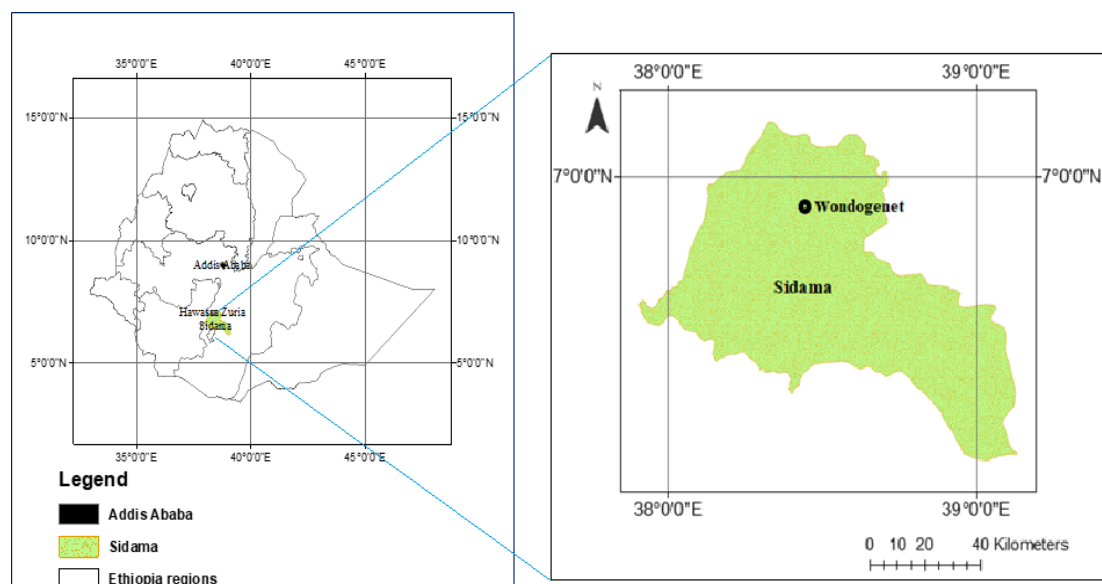 35°0'0"E 40°0'0"E 45°0'0"E
15°0'0"N 15°0'0"N
10°0'0"N 10°0'0"N
Addis Ababa
Hawassa Zuria
Sidama
5°0'0"N 5°0'0"N
35°0'0"E 40°0'0"E 45°0'0"E
Legend
Addis Ababa
Sidama
Ethiopia regions
38°0'0"E 39°0'0"E
N
7°0'0"N 7°0'0"N
Wondogenet
Sidama
38°0'0"E 39°0'0"E
0 10 20 40 Kilometers